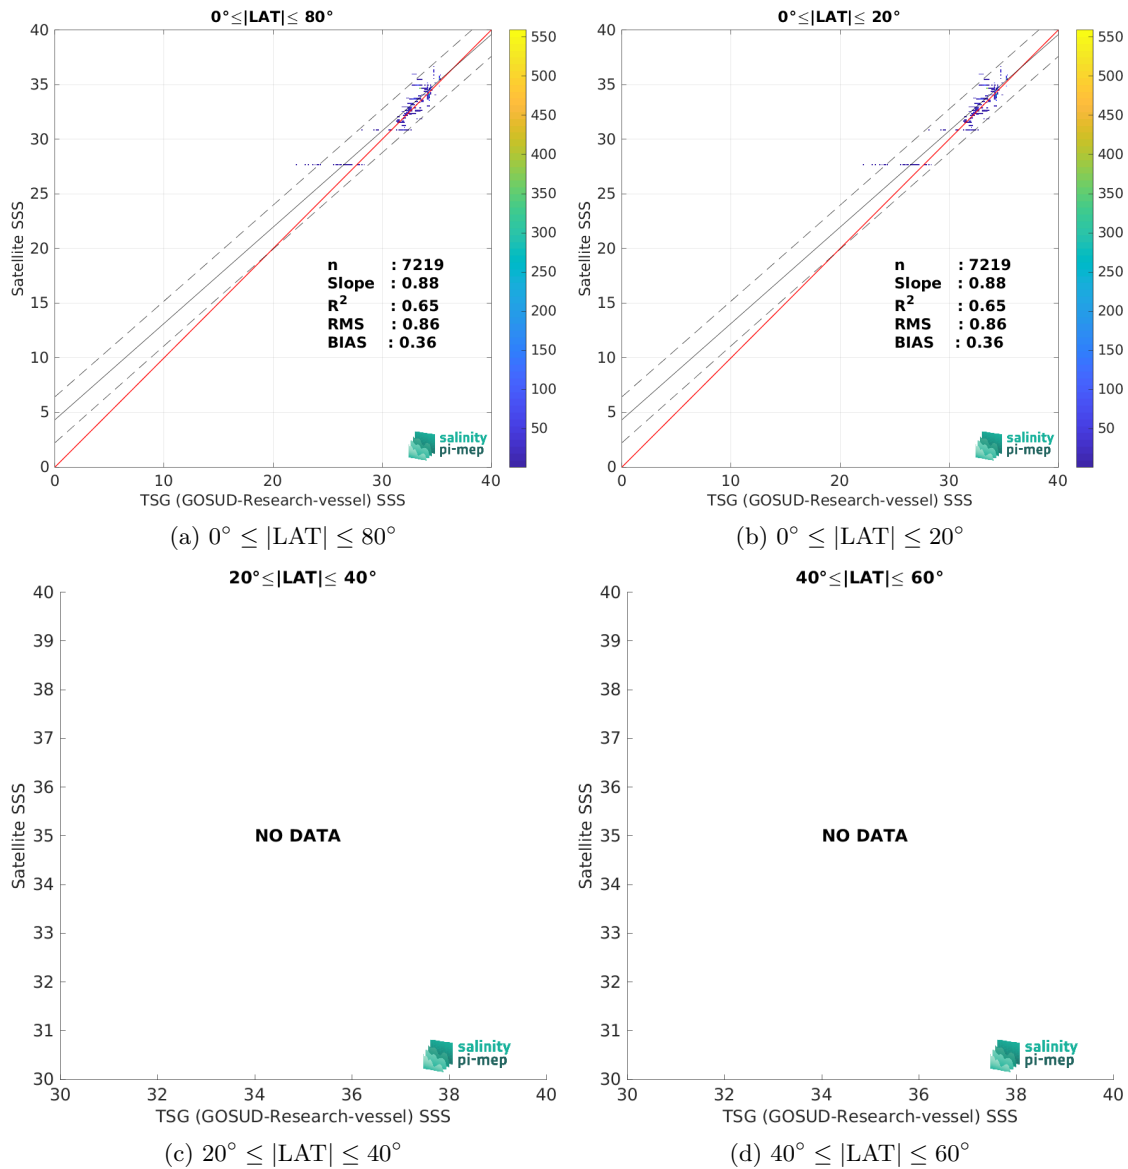 0°≤|LAT|≤ 80°
40
35
30
25
20
15
10
5
0
0
10
20
30
40
Satellite SSS
TSG (GOSUD-Research-vessel) SSS
n : 7219
Slope : 0.88
R2 : 0.65
RMS : 0.86
BIAS : 0.36
salinity
pi-mep
550
500
450
400
350
300
250
200
150
100
50
(a) 0° ≤ |LAT| ≤ 80°
0°≤|LAT|≤ 20°
40
35
30
25
20
15
10
5
0
0
10
20
30
40
Satellite SSS
TSG (GOSUD-Research-vessel) SSS
n : 7219
Slope : 0.88
R2 : 0.65
RMS : 0.86
BIAS : 0.36
salinity
pi-mep
550
500
450
400
350
300
250
200
150
100
50
(b) 0° ≤ |LAT| ≤ 20°
20°≤|LAT|≤ 40°
40
39
38
37
36
35
34
33
32
31
30
30
32
34
36
38
40
Satellite SSS
NO DATA
salinity
pi-mep
TSG (GOSUD-Research-vessel) SSS
(c) 20° ≤ |LAT| ≤ 40°
40°≤|LAT|≤ 60°
40
39
38
37
36
35
34
33
32
31
30
30
32
34
36
38
40
Satellite SSS
NO DATA
salinity
pi-mep
TSG (GOSUD-Research-vessel) SSS
(d) 40° ≤ |LAT| ≤ 60°